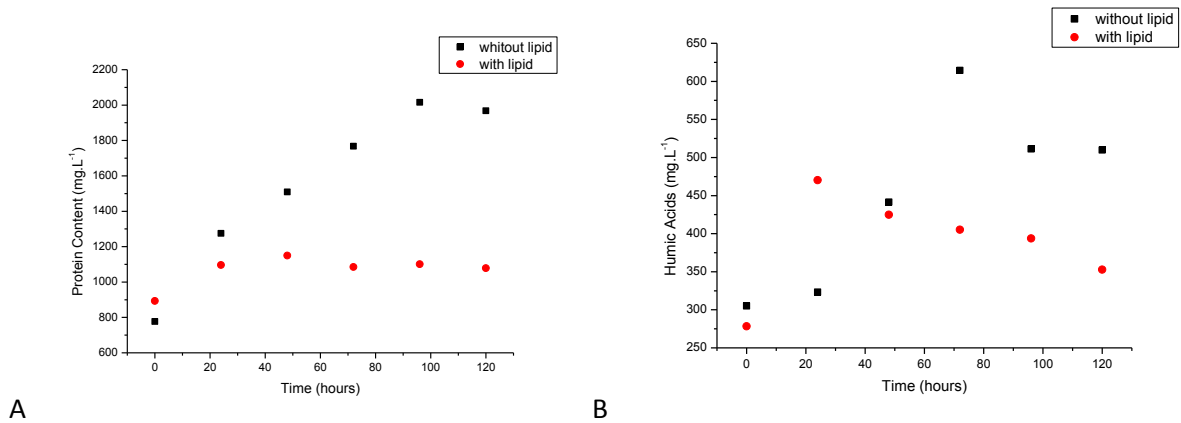 whitout lipid
with lipid
2200
2000
1800
1600
1400
1200
1000
800
600
0 20 40 60 80 100 120
Protein Content (mg.L⁻¹)
Time (hours)
A
without lipid
with lipid
650
600
550
500
450
400
350
300
250
0 20 40 60 80 100 120
Humic Acids (mg.L⁻¹)
Time (hours)
B